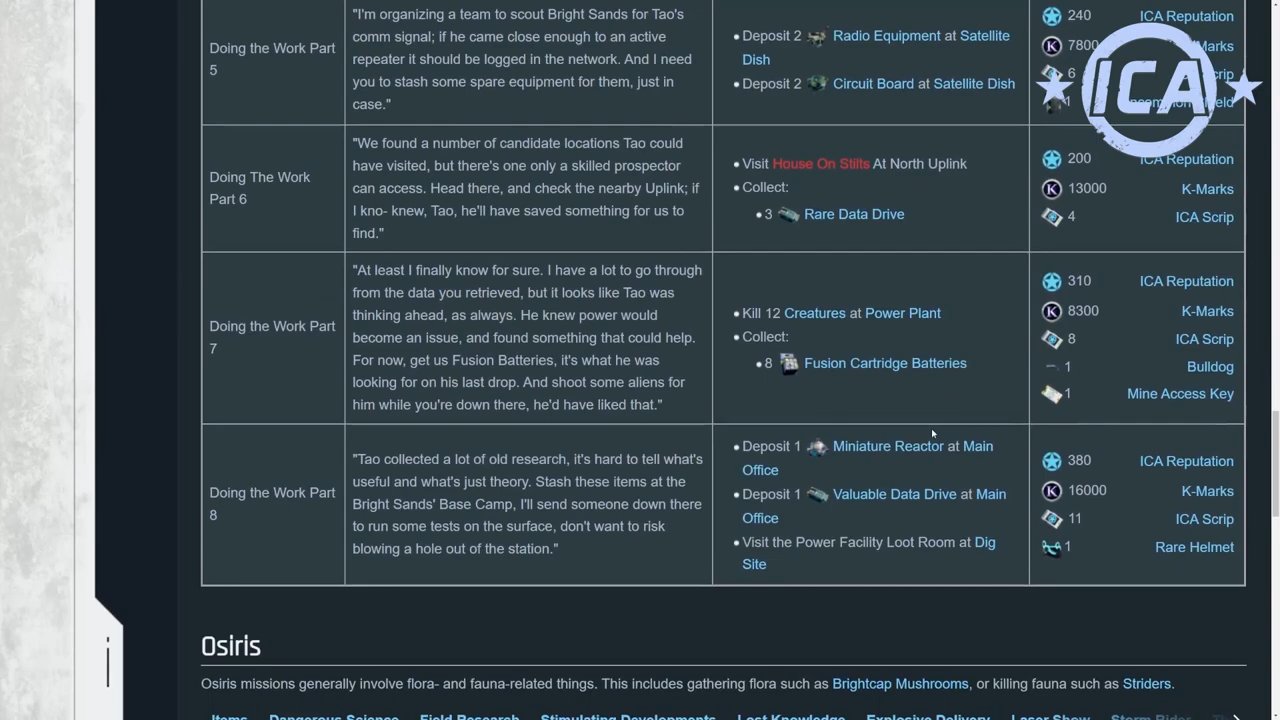 Doing the Work Part
5
"I'm organizing a team to scout Bright Sands for Tao's
comm signal; if he came close enough to an active
repeater it should be logged in the network. And I need
you to stash some spare equipment for them, just in
case."
Deposit 2 Radio Equipment at Satellite
Dish
Deposit 2 Circuit Board at Satellite Dish
240 ICA Reputation
7800 K-Marks
6
1
ICA
Doing The Work
Part 6
"We found a number of candidate locations Tao could
have visited, but there's one only a skilled prospector
can access. Head there, and check the nearby Uplink; if
I kno- knew, Tao, he'll have saved something for us to
find."
Visit House On Stilts At North Uplink
Collect:
3 Rare Data Drive
200 ICA Reputation
13000 K-Marks
4 ICA Scrip
Doing the Work Part
7
"At least I finally know for sure. I have a lot to go through
from the data you retrieved, but it looks like Tao was
thinking ahead, as always. He knew power would
become an issue, and found something that could help.
For now, get us Fusion Batteries, it's what he was
looking for on his last drop. And shoot some aliens for
him while you're down there, he'd have liked that."
Kill 12 Creatures at Power Plant
Collect:
8 Fusion Cartridge Batteries
310 ICA Reputation
8300 K-Marks
8 ICA Scrip
1 Bulldog
1 Mine Access Key
Doing the Work Part
8
"Tao collected a lot of old research, it's hard to tell what's
useful and what's just theory. Stash these items at the
Bright Sands' Base Camp, I'll send someone down there
to run some tests on the surface, don't want to risk
blowing a hole out of the station."
Deposit 1 Miniature Reactor at Main
Office
Deposit 1 Valuable Data Drive at Main
Office
Visit the Power Facility Loot Room at Dig
Site
380 ICA Reputation
16000 K-Marks
11 ICA Scrip
1 Rare Helmet
Osiris
Osiris missions generally involve flora- and fauna-related things. This includes gathering flora such as Brightcap Mushrooms, or killing fauna such as Striders.
Items Dangerous Science Field Research Stimulating Developments Lost Knowledge Explosive Delivery Laser Show